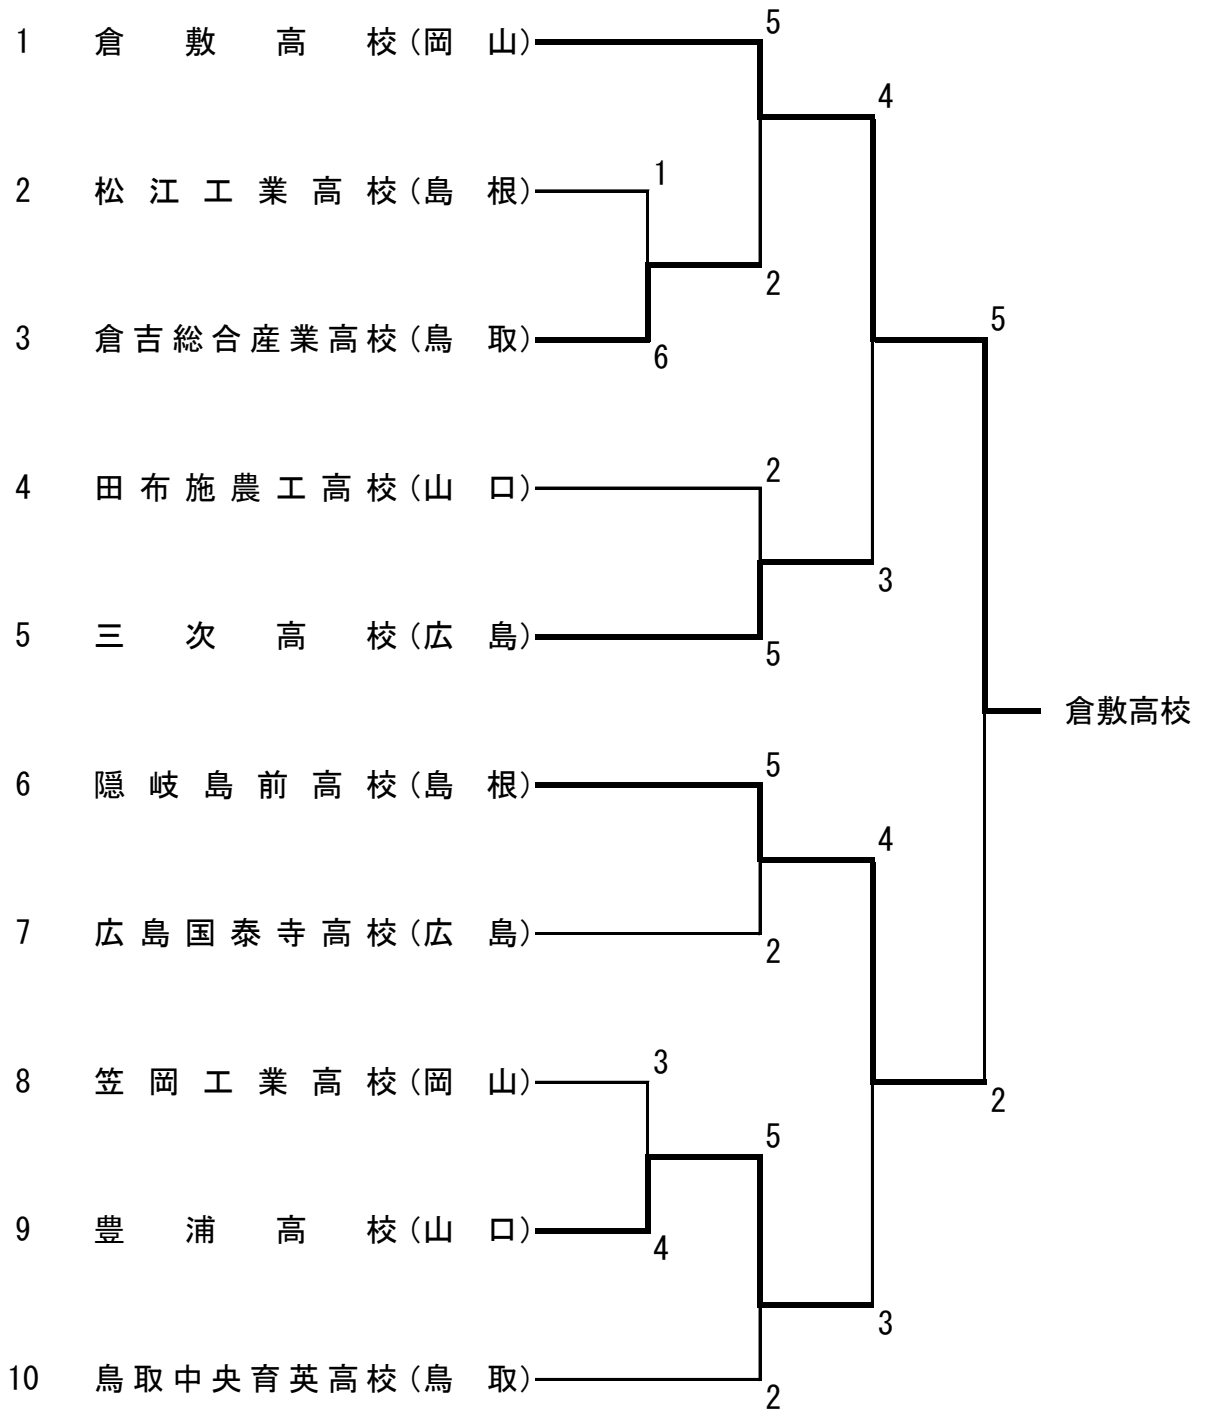 5
1 倉敷高校(岡山)
4
1
2 松江工業高校(島根)
2
5
3 倉吉総合産業高校(鳥取)
6
2
4 田布施農工高校(山口)
3
5 三次高校(広島)
5
倉敷高校
5
6 隠岐島前高校(島根)
4
7 広島国泰寺高校(広島)
2
3
8 笠岡工業高校(岡山)
2
5
9 豊浦高校(山口)
4
3
10 鳥取中央育英高校(鳥取)
2